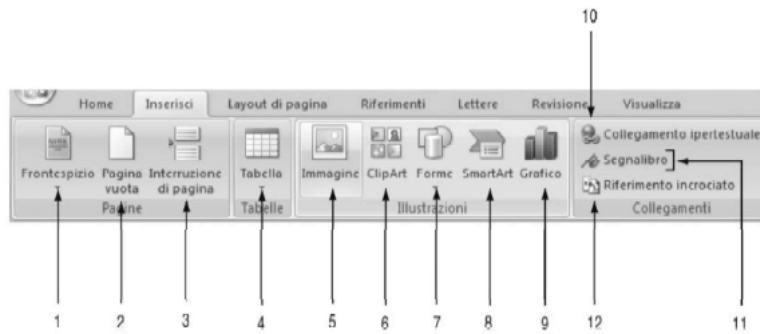 10
Home Inserisci Layout di pagina Riferimenti Lettere Revisione Visualizza
Frontespizio Pagina vuota Interruzione di pagina
Pagine
Tabella
Tabelle
Immagine ClipArt Forme SmartArt Grafico
Illustrazioni
Collegamento ipertestuale
Segnalibro
Riferimento incrociato
Collegamenti
1 2 3 4 5 6 7 8 9 12 11